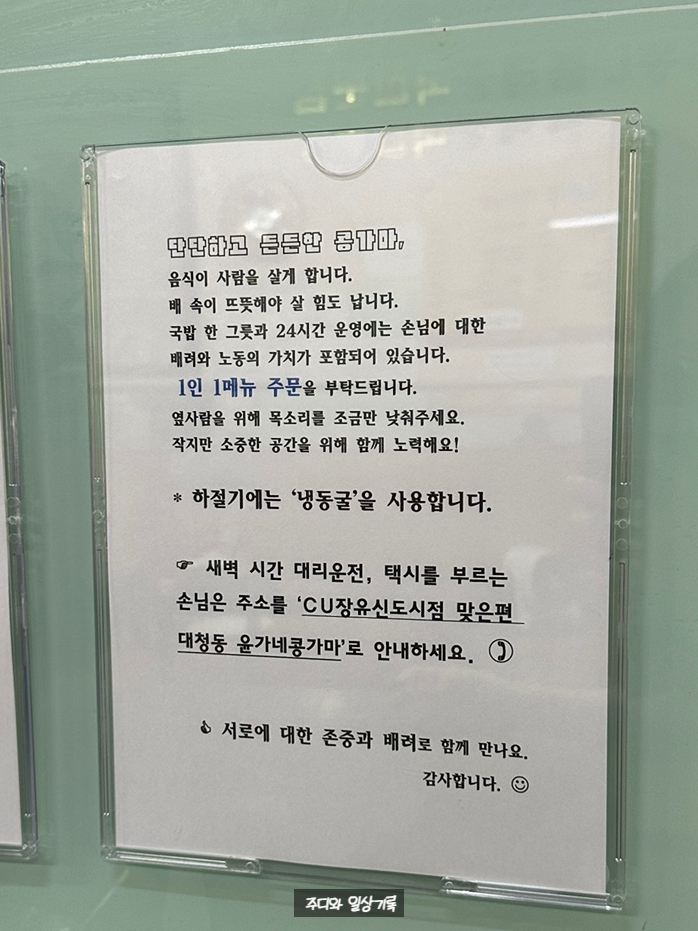 단단하고 든든한 콩가마,
음식이 사람을 살게 합니다.
배 속이 뜨뜻해야 살 힘도 납니다.
국밥 한 그릇과 24시간 운영에는 손님에 대한
배려와 노동의 가치가 포함되어 있습니다.
1인 1메뉴 주문을 부탁드립니다.
옆사람을 위해 목소리를 조금만 낮춰주세요.
작지만 소중한 공간을 위해 함께 노력해요!
* 하절기에는 ‘냉동굴’을 사용합니다.
☞ 새벽 시간 대리운전, 택시를 부르는
손님은 주소를 ‘CU장유신도시점 맞은편
대청동 윤가네콩가마’로 안내하세요.
서로에 대한 존중과 배려로 함께 만나요.
감사합니다. ☺
주디와 일상기록